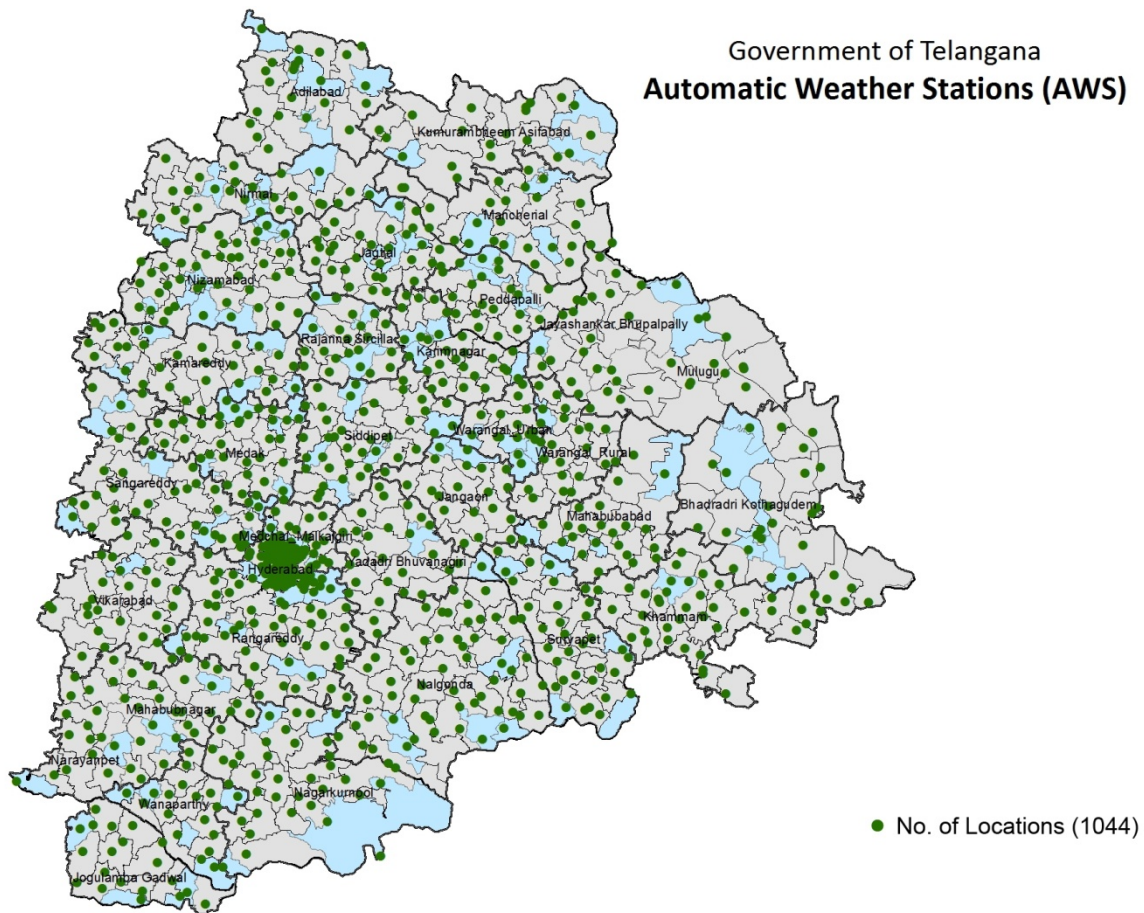 Government of Telangana
Automatic Weather Stations (AWS)
Adilabad
Kumurambheem Asifabad
Nirmal
Mancherial
Jagtial
Nizamabad
Peddapalli
Jayashankar Bhupalpally
Rajanna Sircilla
Karimnagar
Kamareddy
Mulugu
Siddipet
Warangal_Urban
Medak
Warangal_Rural
Sangareddy
Jangaon
Bhadradri Kothagudem
Mahabubabad
Medchal_Malkajgiri
Yadadri Bhuvanagiri
Hyderabad
Vikarabad
Khammam
Rangareddy
Suryapet
Nalgonda
Mahabubnagar
Narayanpet
Nagarkurnool
Wanaparthy
No. of Locations (1044)
Jogulamba Gadwal